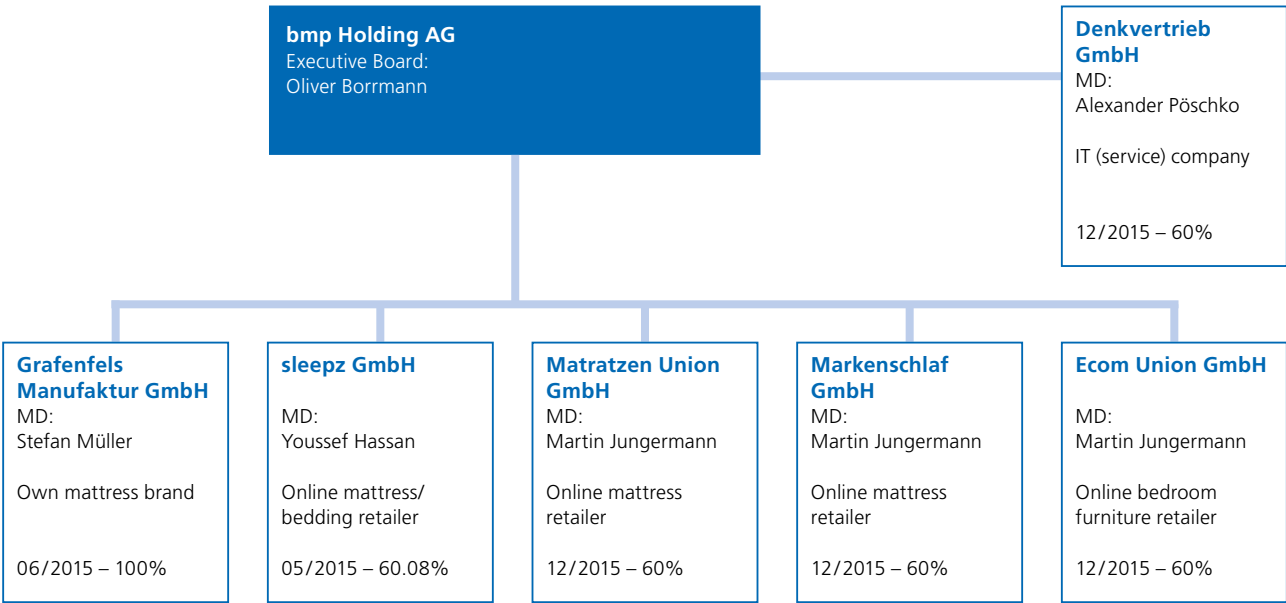 bmp Holding AG
Executive Board:
Oliver Borrmann
Denkvertrieb
GmbH
MD:
Alexander Pöschko
IT (service) company
12/2015 – 60%
Grafenfels
Manufaktur GmbH
MD:
Stefan Müller
Own mattress brand
06/2015 – 100%
sleepz GmbH
MD:
Youssef Hassan
Online mattress/
bedding retailer
05/2015 – 60.08%
Matratzen Union
GmbH
MD:
Martin Jungermann
Online mattress
retailer
12/2015 – 60%
Markenschlaf
GmbH
MD:
Martin Jungermann
Online mattress
retailer
12/2015 – 60%
Ecom Union GmbH
MD:
Martin Jungermann
Online bedroom
furniture retailer
12/2015 – 60%